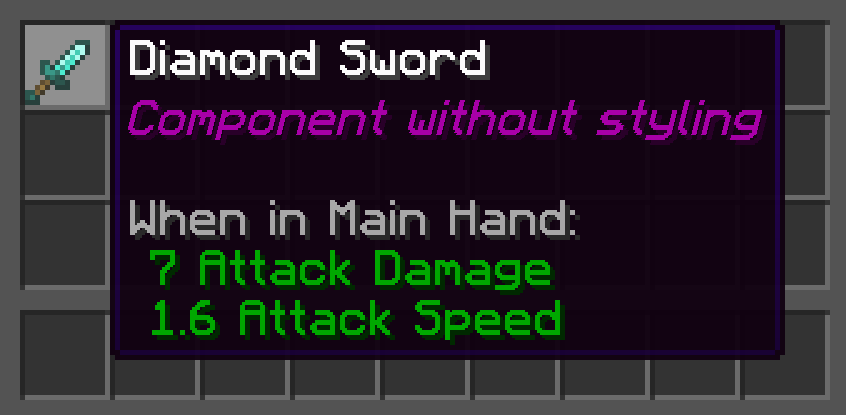 Diamond Sword
Component without styling
When in Main Hand:
7 Attack Damage
1.6 Attack Speed